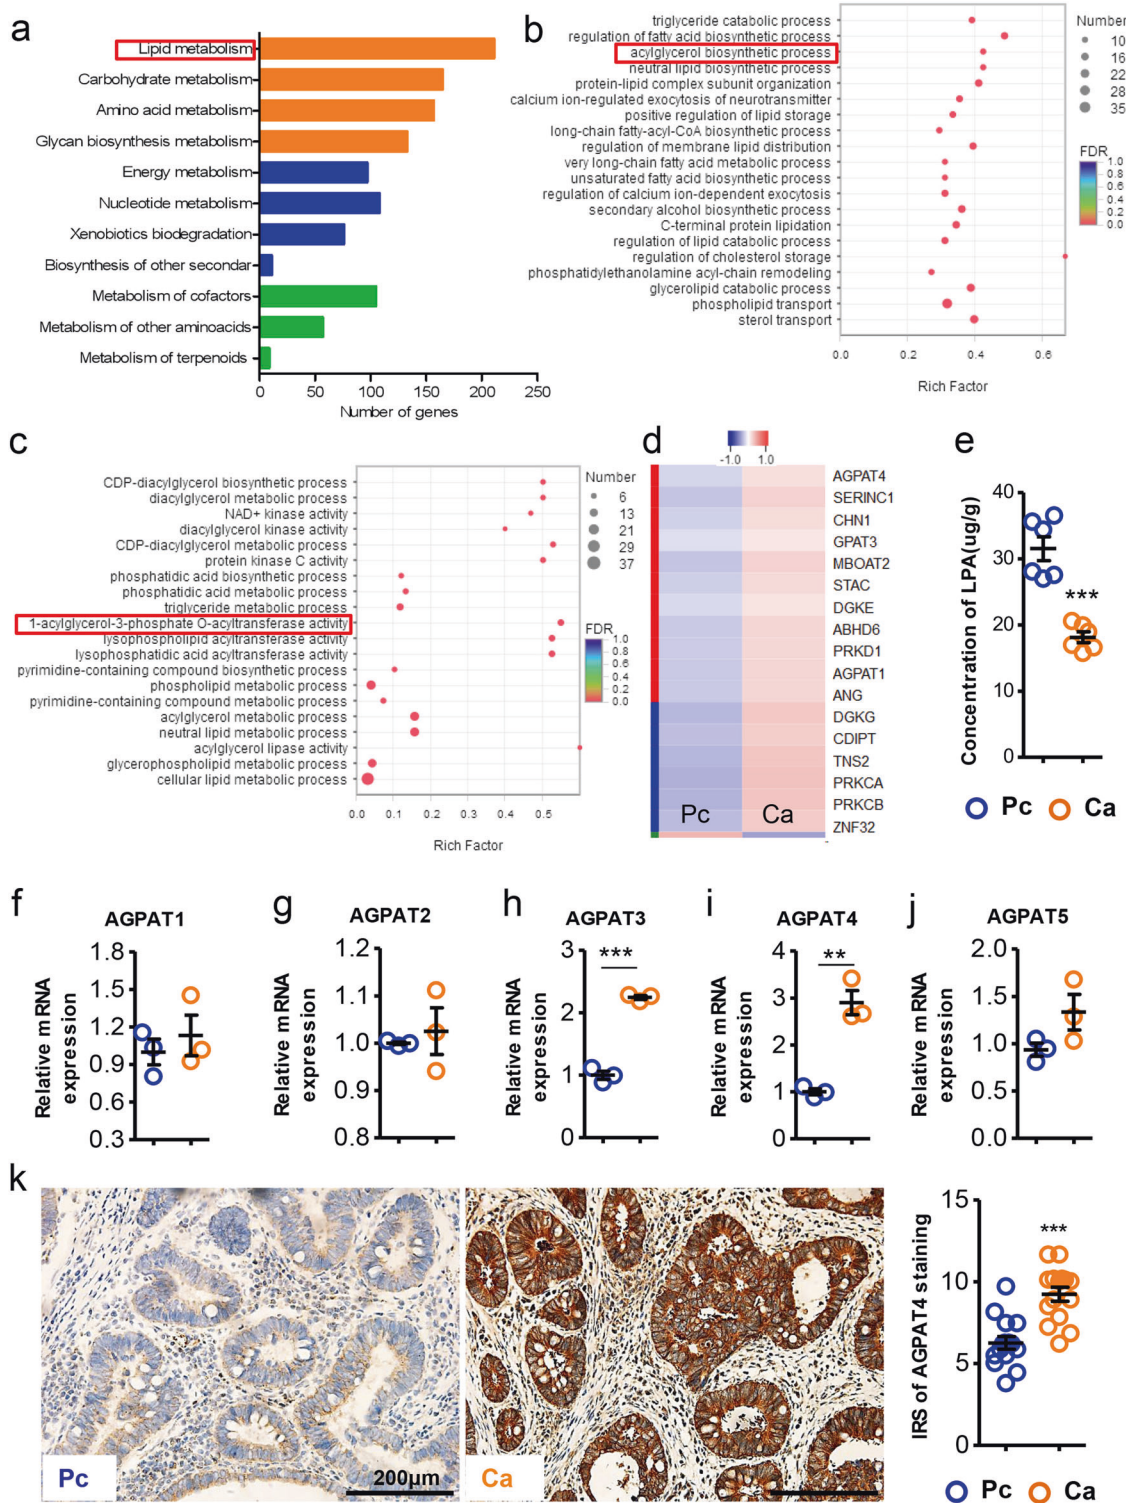 a
Lipid metabolism
Carbohydrate metabolism
Amino acid metabolism
Glycan biosynthesis metabolism
Energy metabolism
Nucleotide metabolism
Xenobiotics biodegradation
Biosynthesis of other secondar
Metabolism of cofactors
Metabolism of other aminoacids
Metabolism of terpenoids
0 50 100 150 200 250
Number of genes
b
triglyceride catabolic process
regulation of fatty acid biosynthetic process
acylglycerol biosynthetic process
neutral lipid biosynthetic process
protein-lipid complex subunit organization
calcium ion-regulated exocytosis of neurotransmitter
positive regulation of lipid storage
long-chain fatty-acyl-CoA biosynthetic process
regulation of membrane lipid distribution
very long-chain fatty acid metabolic process
unsaturated fatty acid biosynthetic process
regulation of calcium ion-dependent exocytosis
secondary alcohol biosynthetic process
C-terminal protein lipidation
regulation of lipid catabolic process
regulation of cholesterol storage
phosphatidylethanolamine acyl-chain remodeling
glycerolipid catabolic process
phospholipid transport
sterol transport
0.0 0.2 0.4 0.6
Rich Factor
Number
10
16
22
28
35
FDR
1.0
0.8
0.6
0.4
0.2
0.0
c
CDP-diacylglycerol biosynthetic process
diacylglycerol metabolic process
NAD+ kinase activity
diacylglycerol kinase activity
CDP-diacylglycerol metabolic process
protein kinase C activity
phosphatidic acid biosynthetic process
phosphatidic acid metabolic process
triglyceride metabolic process
1-acylglycerol-3-phosphate O-acyltransferase activity
lysophospholipid acyltransferase activity
lysophosphatidic acid acyltransferase activity
pyrimidine-containing compound biosynthetic process
phospholipid metabolic process
pyrimidine-containing compound metabolic process
acylglycerol metabolic process
neutral lipid metabolic process
acylglycerol lipase activity
glycerophospholipid metabolic process
cellular lipid metabolic process
0.0 0.1 0.2 0.3 0.4 0.5
Rich Factor
Number
6
13
21
29
37
FDR
1.0
0.8
0.6
0.4
0.2
0.0
d
-1.0 1.0
AGPAT4
SERINC1
CHN1
GPAT3
MBOAT2
STAC
DGKE
ABHD6
PRKD1
AGPAT1
ANG
DGKG
CDIPT
TNS2
PRKCA
PRKCB
ZNF32
Pc Ca
e
Concentration of LPA(ug/g)
40
30
20
10
0
***
Pc Ca
f
AGPAT1
Relative mRNA
expression
1.8
1.5
1.2
0.9
0.6
0.3
g
AGPAT2
Relative mRNA
expression
1.2
1.1
1.0
0.9
0.8
h
AGPAT3
Relative mRNA
expression
3
2
1
0
***
i
AGPAT4
Relative mRNA
expression
4
3
2
1
0
**
j
AGPAT5
Relative mRNA
expression
2.0
1.5
1.0
0.5
0.0
k
Pc
200μm
Ca
IRS of AGPAT4 staining
15
10
5
0
***
Pc Ca